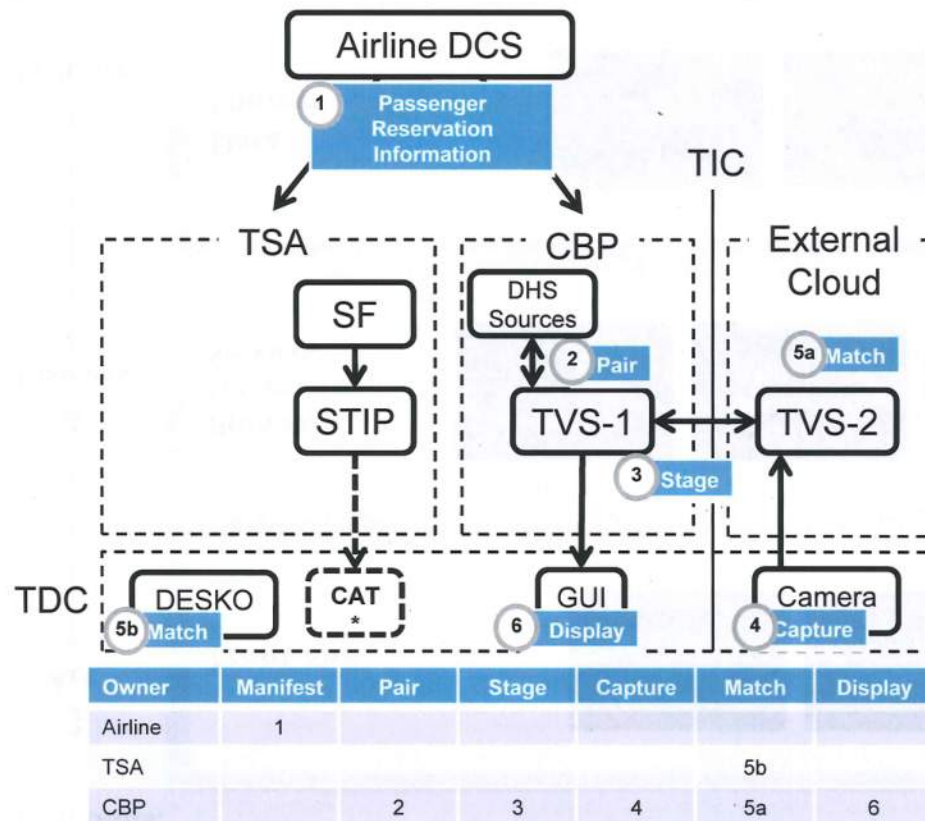 Airline DCS
1
Passenger
Reservation
Information
TIC
TSA
CBP
External
Cloud
SF
DHS
Sources
2 Pair
5a Match
STIP
TVS-1
TVS-2
3 Stage
TDC
DESKO
CAT
*
GUI
Camera
5b Match
6 Display
4 Capture
Owner Manifest Pair Stage Capture Match Display
Airline 1
TSA 5b
CBP 2 3 4 5a 6